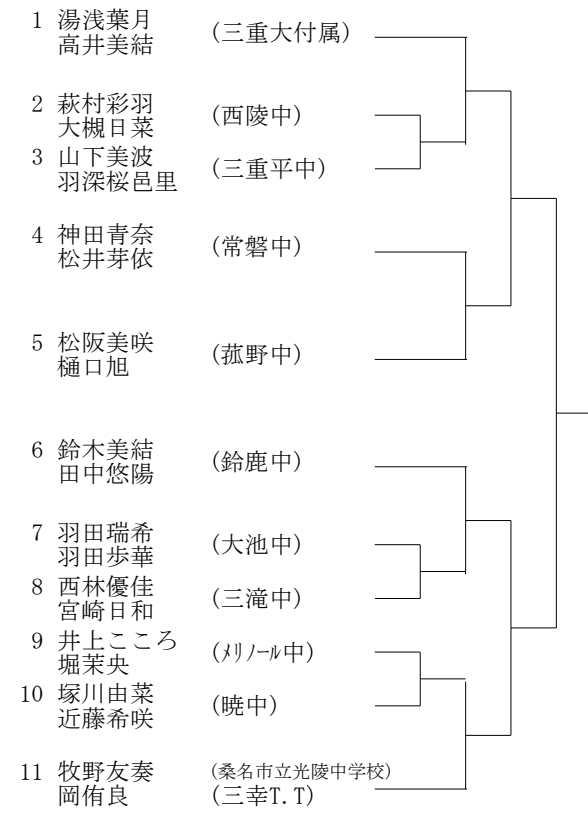 1 湯浅葉月
高井美結
(三重大付属)
2 萩村彩羽
大槻日菜
(西陵中)
3 山下美波
羽深桜邑里
(三重平中)
4 神田青奈
松井芽依
(常磐中)
5 松阪美咲
樋口旭
(菰野中)
6 鈴木美結
田中悠陽
(鈴鹿中)
7 羽田瑞希
羽田歩華
(大池中)
8 西林優佳
宮崎日和
(三滝中)
9 井上こころ
堀茉央
(ﾒﾘﾉｰﾙ中)
10 塚川由菜
近藤希咲
(暁中)
11 牧野友奏
岡侑良
(桑名市立光陵中学校)
(三幸T.T)